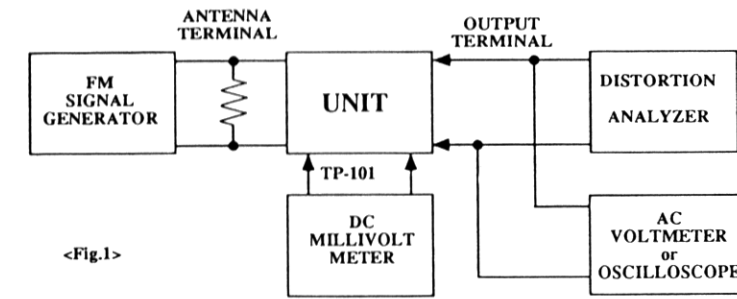 ANTENNA
TERMINAL
OUTPUT
TERMINAL
FM
SIGNAL
GENERATOR
UNIT
DISTORTION
ANALYZER
TP-101
DC
MILLIVOLT
METER
AC
VOLTMETER
or
OSCILLOSCOPE
<Fig.1>